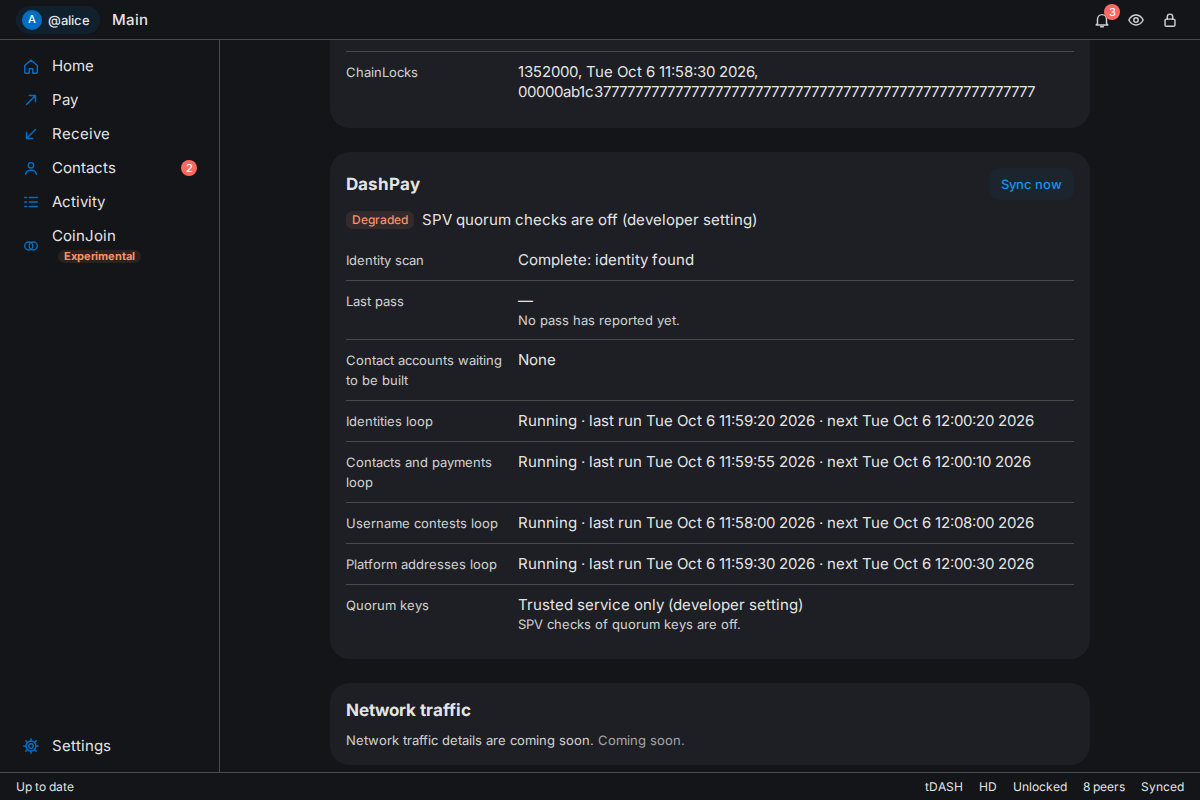 A @alice Main 3
Home
Pay
Receive
Contacts 2
Activity
CoinJoin
Experimental
Settings
ChainLocks 1352000, Tue Oct 6 11:58:30 2026,
DashPay Sync now
Degraded SPV quorum checks are off (developer setting)
Identity scan Complete: identity found
Last pass —
No pass has reported yet.
Contact accounts waiting None
to be built
Identities loop Running · last run Tue Oct 6 11:59:20 2026 · next Tue Oct 6 12:00:20 2026
Contacts and payments Running · last run Tue Oct 6 11:59:55 2026 · next Tue Oct 6 12:00:10 2026
loop
Username contests loop Running · last run Tue Oct 6 11:58:00 2026 · next Tue Oct 6 12:08:00 2026
Platform addresses loop Running · last run Tue Oct 6 11:59:30 2026 · next Tue Oct 6 12:00:30 2026
Quorum keys Trusted service only (developer setting)
SPV checks of quorum keys are off.
Network traffic
Network traffic details are coming soon. Coming soon.
Up to date tDASH HD Unlocked 8 peers Synced